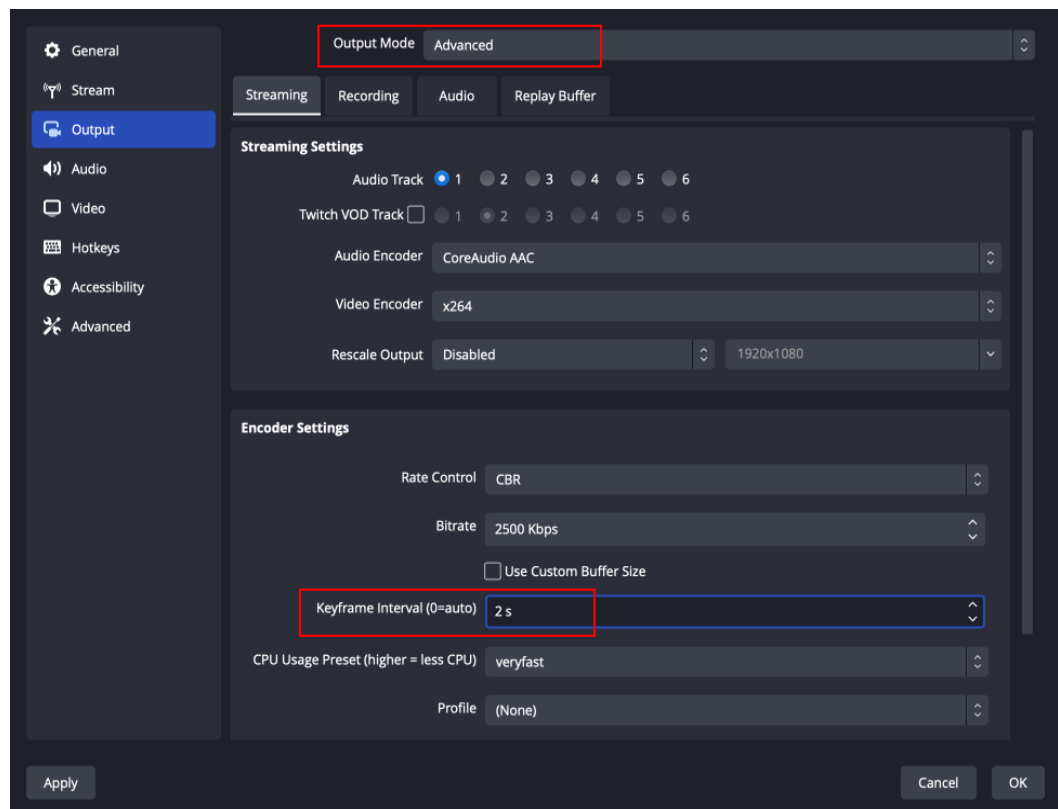 General
Stream
Output
Audio
Video
Hotkeys
Accessibility
Advanced
Output Mode Advanced
Streaming Recording Audio Replay Buffer
Streaming Settings
Audio Track 1 2 3 4 5 6
Twitch VOD Track 1 2 3 4 5 6
Audio Encoder CoreAudio AAC
Video Encoder x264
Rescale Output Disabled 1920x1080
Encoder Settings
Rate Control CBR
Bitrate 2500 Kbps
Use Custom Buffer Size
Keyframe Interval (0=auto) 2 s
CPU Usage Preset (higher = less CPU) veryfast
Profile (None)
Apply Cancel OK